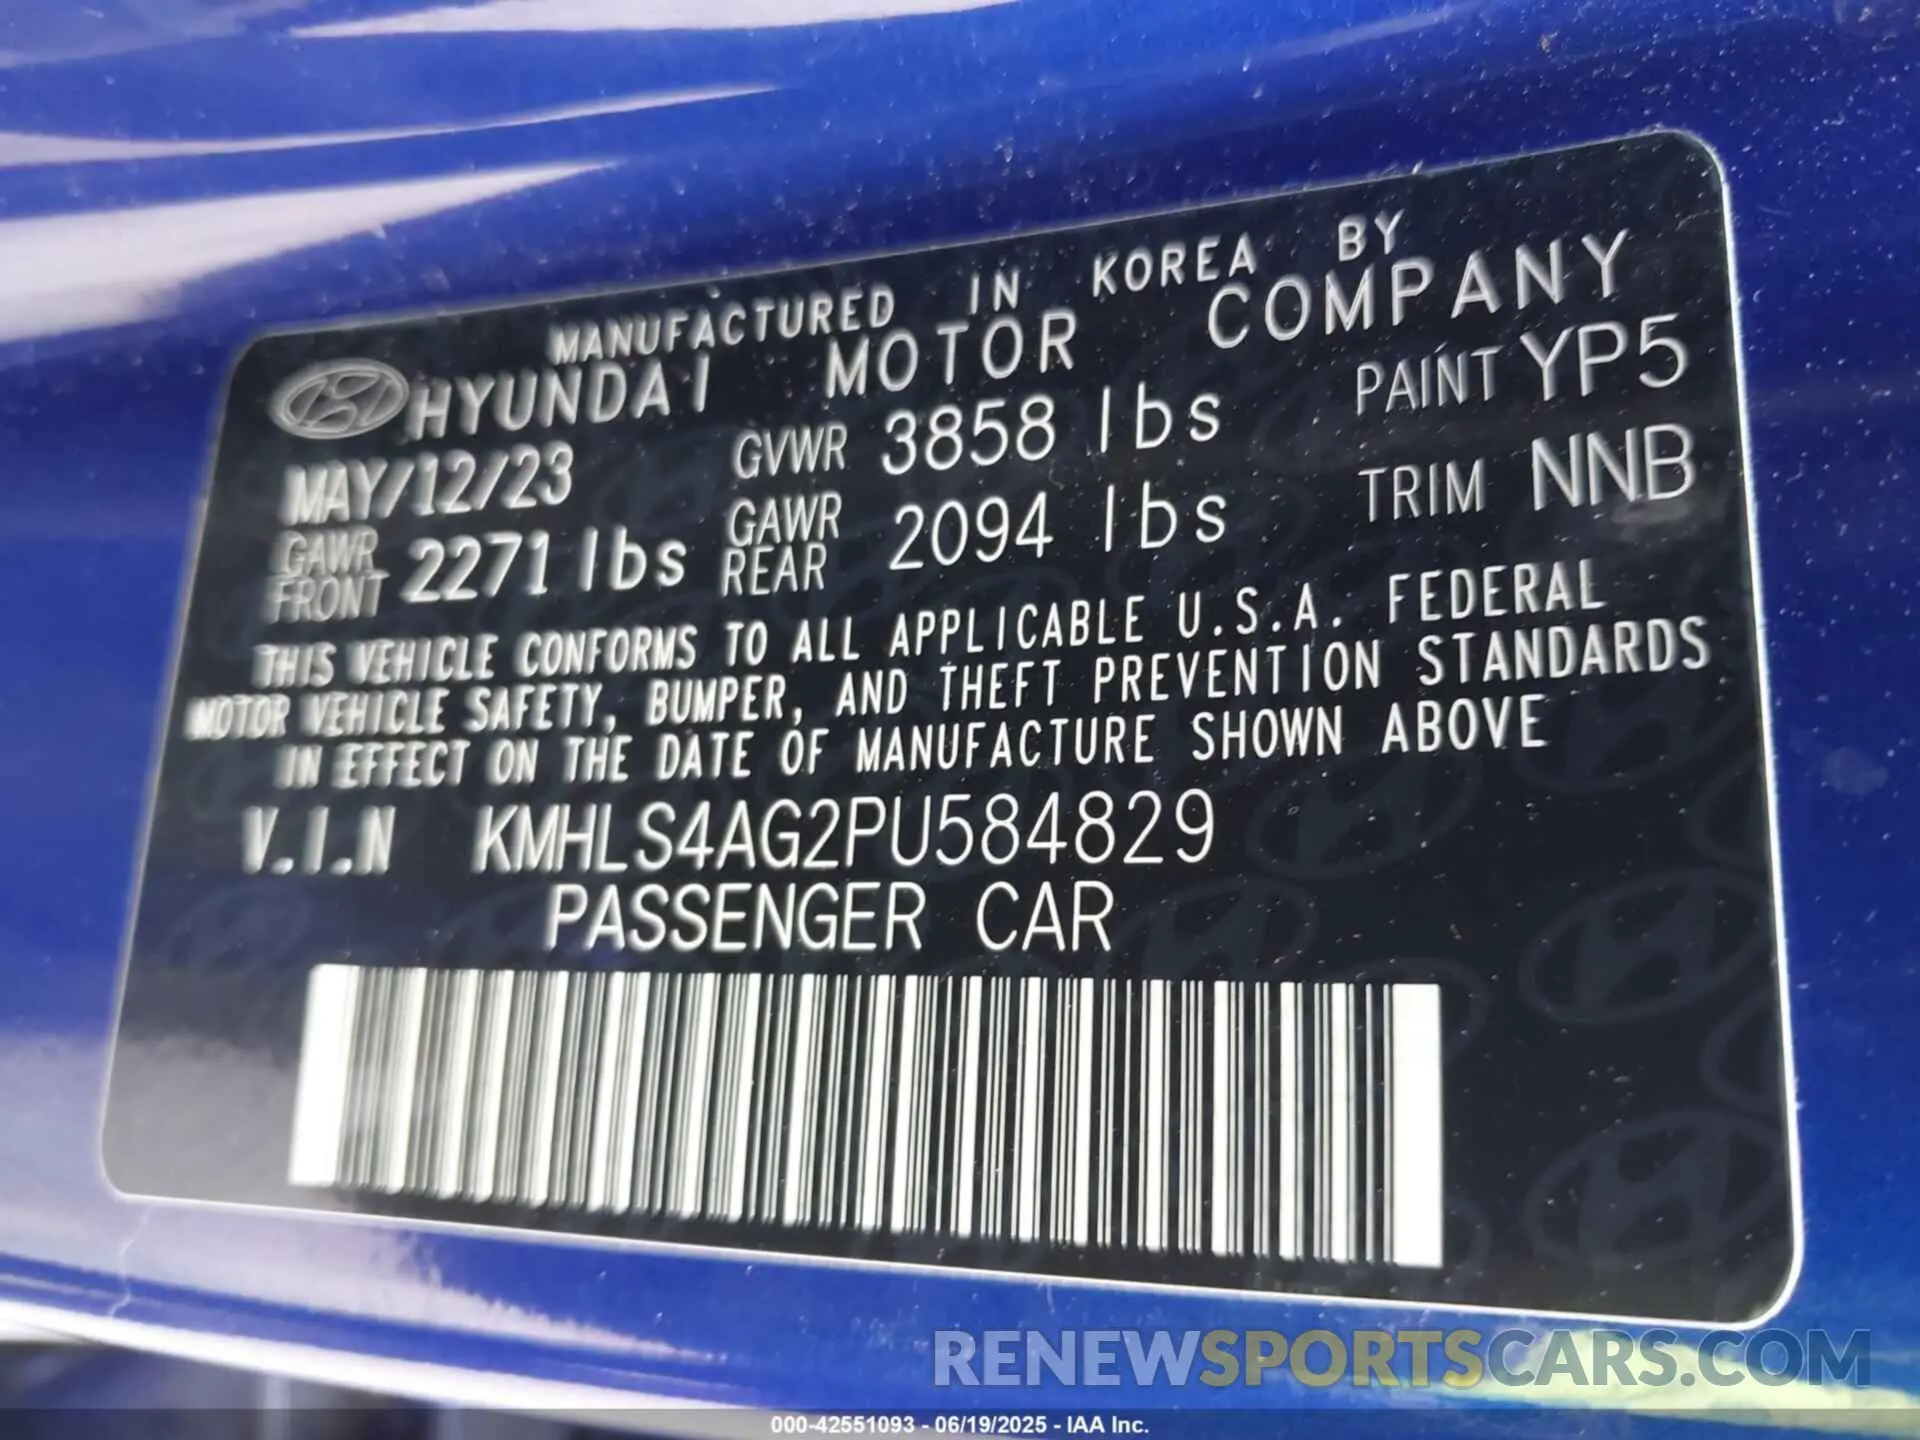 MANUFACTURED IN KOREA BY
HYUNDAI MOTOR COMPANY
MAY/12/23 GVWR 3858 lbs PAINT YP5
GAWR FRONT 2271 lbs GAWR REAR 2094 lbs TRIM NNB
THIS VEHICLE CONFORMS TO ALL APPLICABLE U.S.A. FEDERAL
MOTOR VEHICLE SAFETY, BUMPER, AND THEFT PREVENTION STANDARDS
IN EFFECT ON THE DATE OF MANUFACTURE SHOWN ABOVE
V.I.N KMHLS4AG2PU584829
PASSENGER CAR
RENEWSPORTSCARS.COM
000-42551093 - 06/19/2025 - IAA Inc.